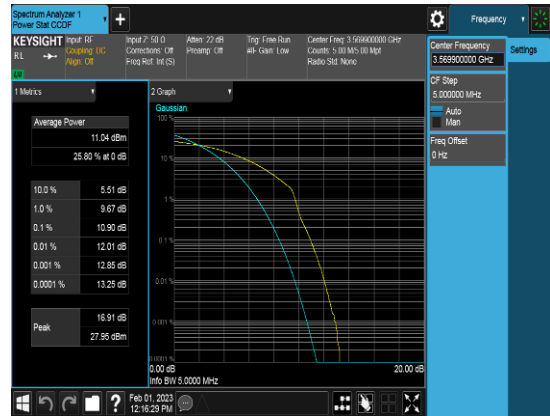 Spectrum Analyzer 1
Power Stat CCDF
Frequency
KEYSIGHT
RL
Input: RF
Coupling: DC
Align: Off
Input Z: 50 Ω
Corrections: Off
Freq Ref: Int (S)
Atten: 22 dB
Preamp: Off
Trig: Free Run
#IF Gain: Low
Center Freq: 3.569900000 GHz
Counts: 5.00 M/5.00 Mpt
Radio Std: None
Center Frequency
3.569900000 GHz
Settings
CF Step
5.000000 MHz
Auto
Man
Freq Offset
0 Hz
1 Metrics
Average Power
11.04 dBm
25.80 % at 0 dB
10.0 % 5.51 dB
1.0 % 9.67 dB
0.1 % 10.90 dB
0.01 % 12.01 dB
0.001 % 12.85 dB
0.0001 % 13.25 dB
Peak
16.91 dB
27.95 dBm
2 Graph
Gaussian
100 %
10 %
1 %
0.1 %
0.01 %
0.001 %
0.0001 %
0.00 dB
20.00 dB
Info BW 5.0000 MHz
Feb 01, 2023
12:16:29 PM